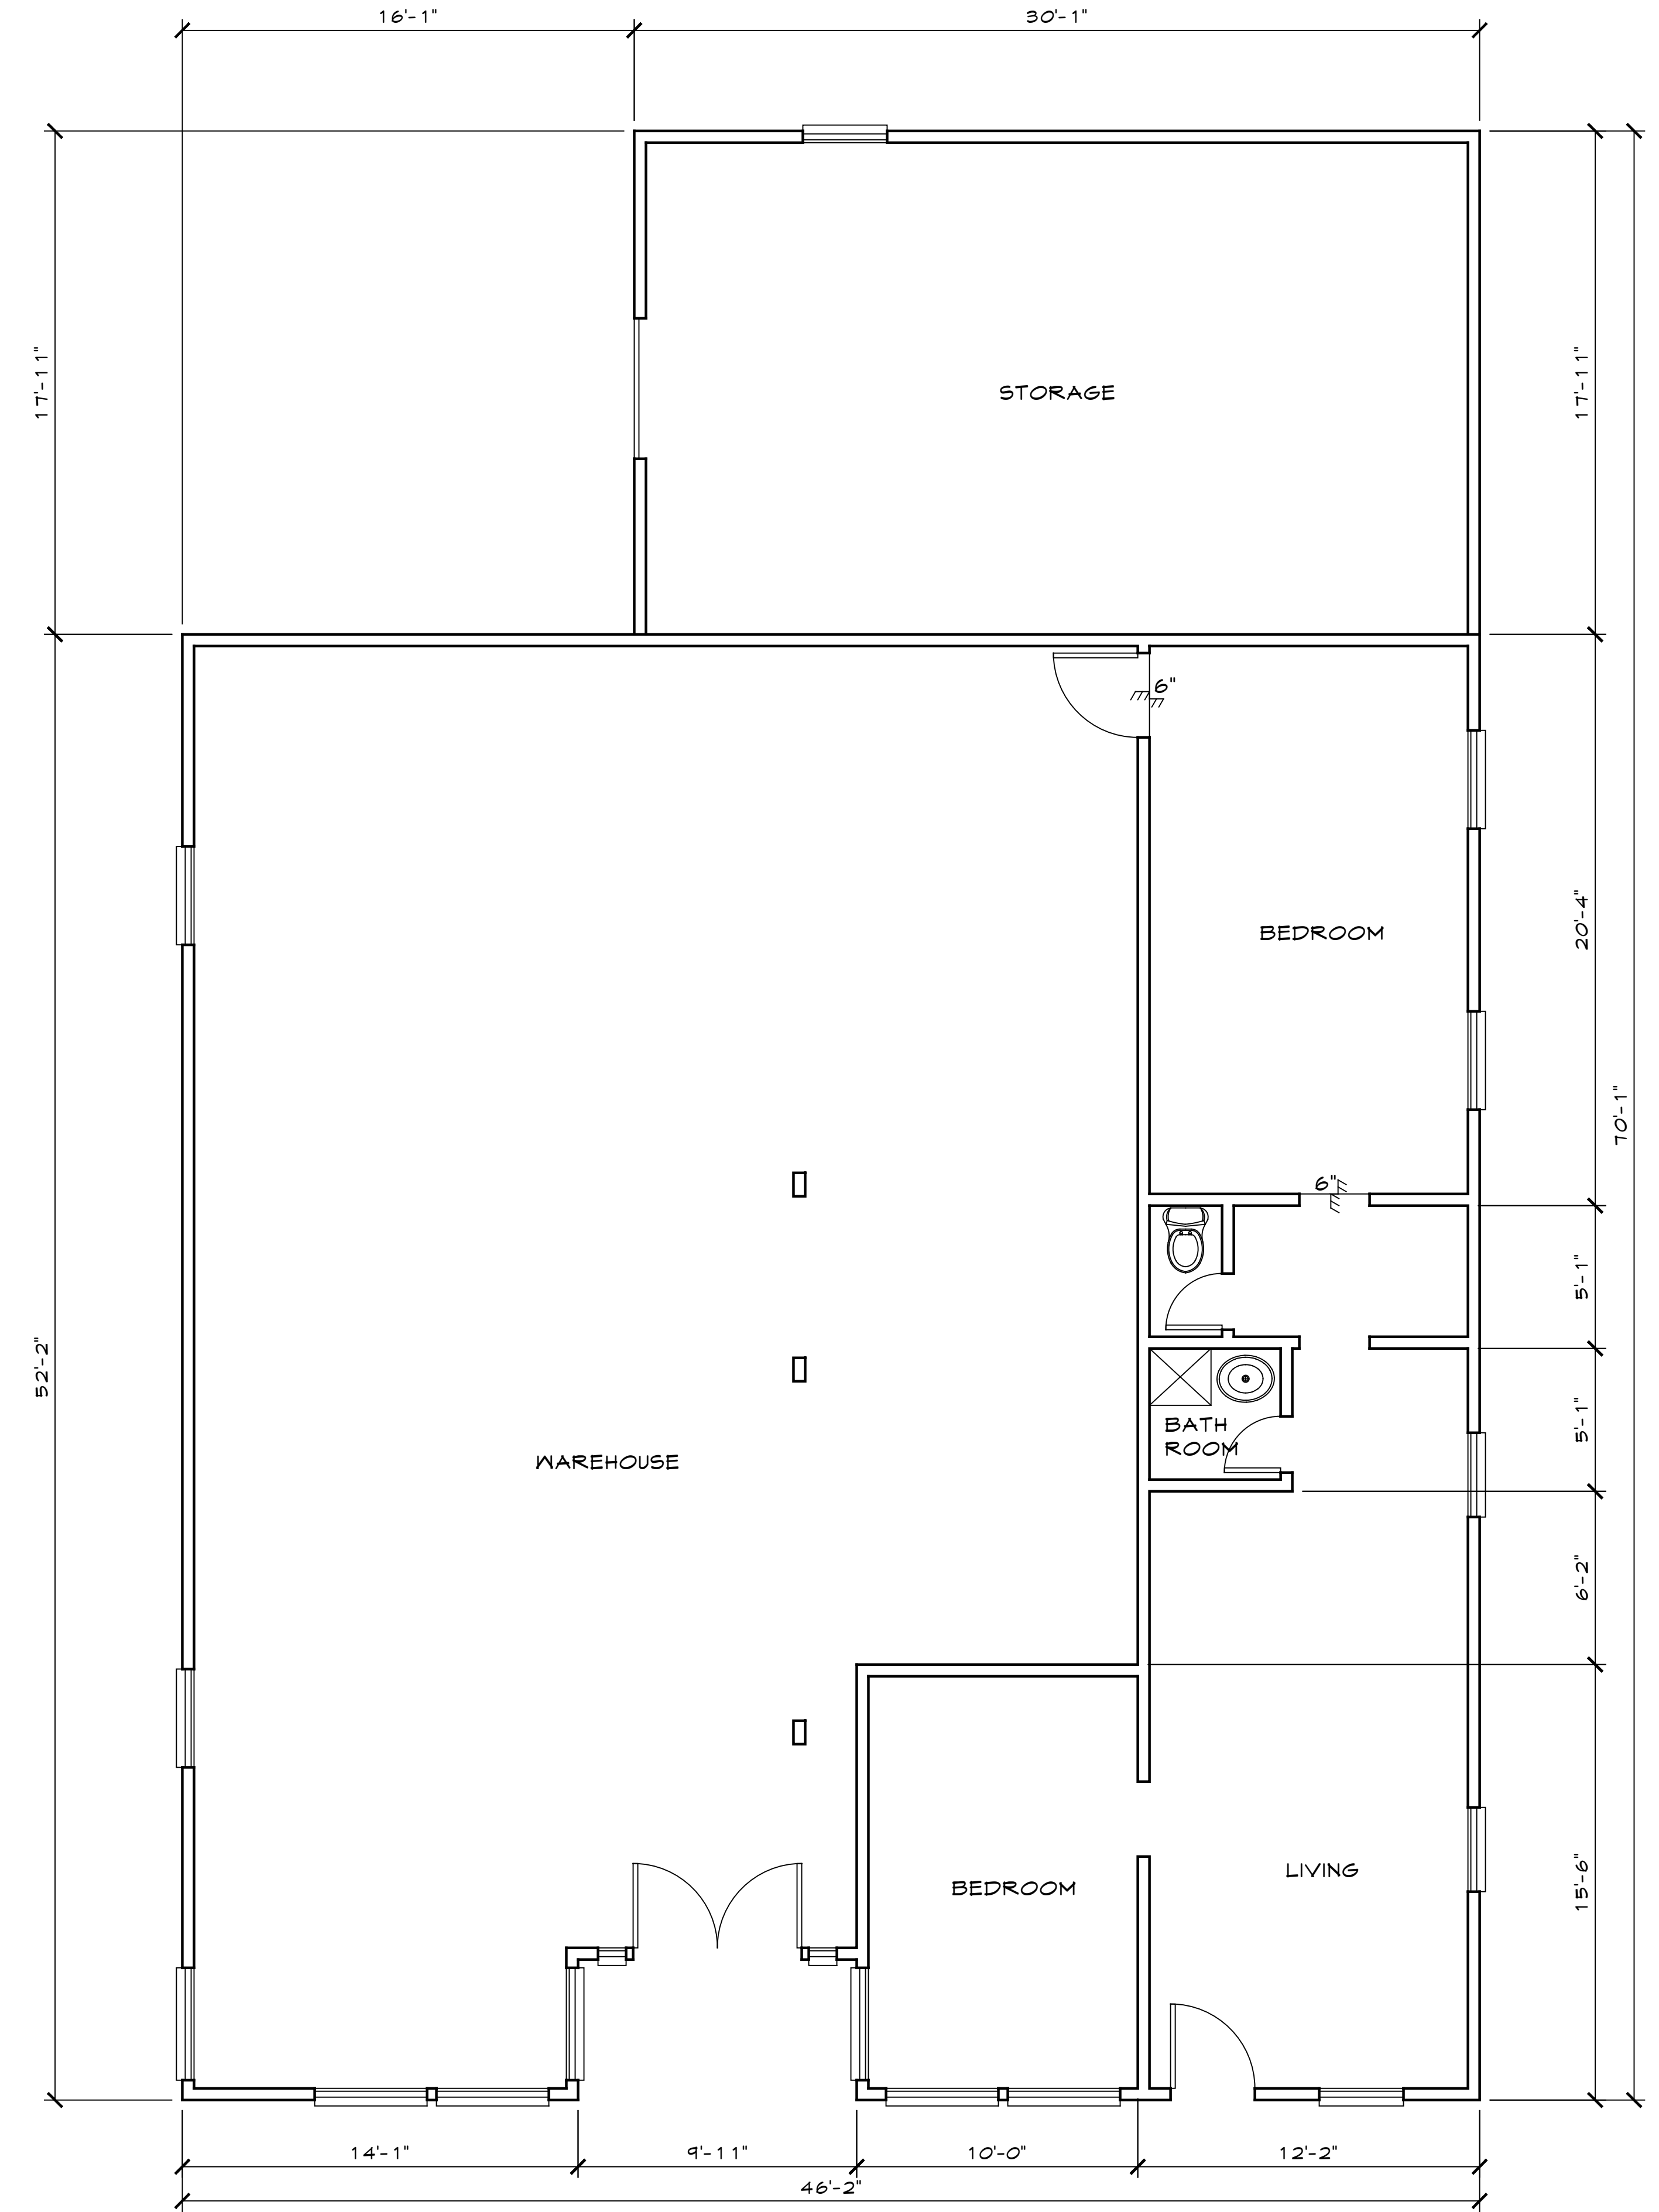 16'-1"
30'-1"
17'-11"
17'-11"
STORAGE
6"
BEDROOM
20'-4"
70'-1"
6"
5'-1"
52'-2"
5'-1"
BATH
ROOM
WAREHOUSE
6'-2"
LIVING
BEDROOM
15'-6"
14'-1"
9'-11"
10'-0"
12'-2"
46'-2"